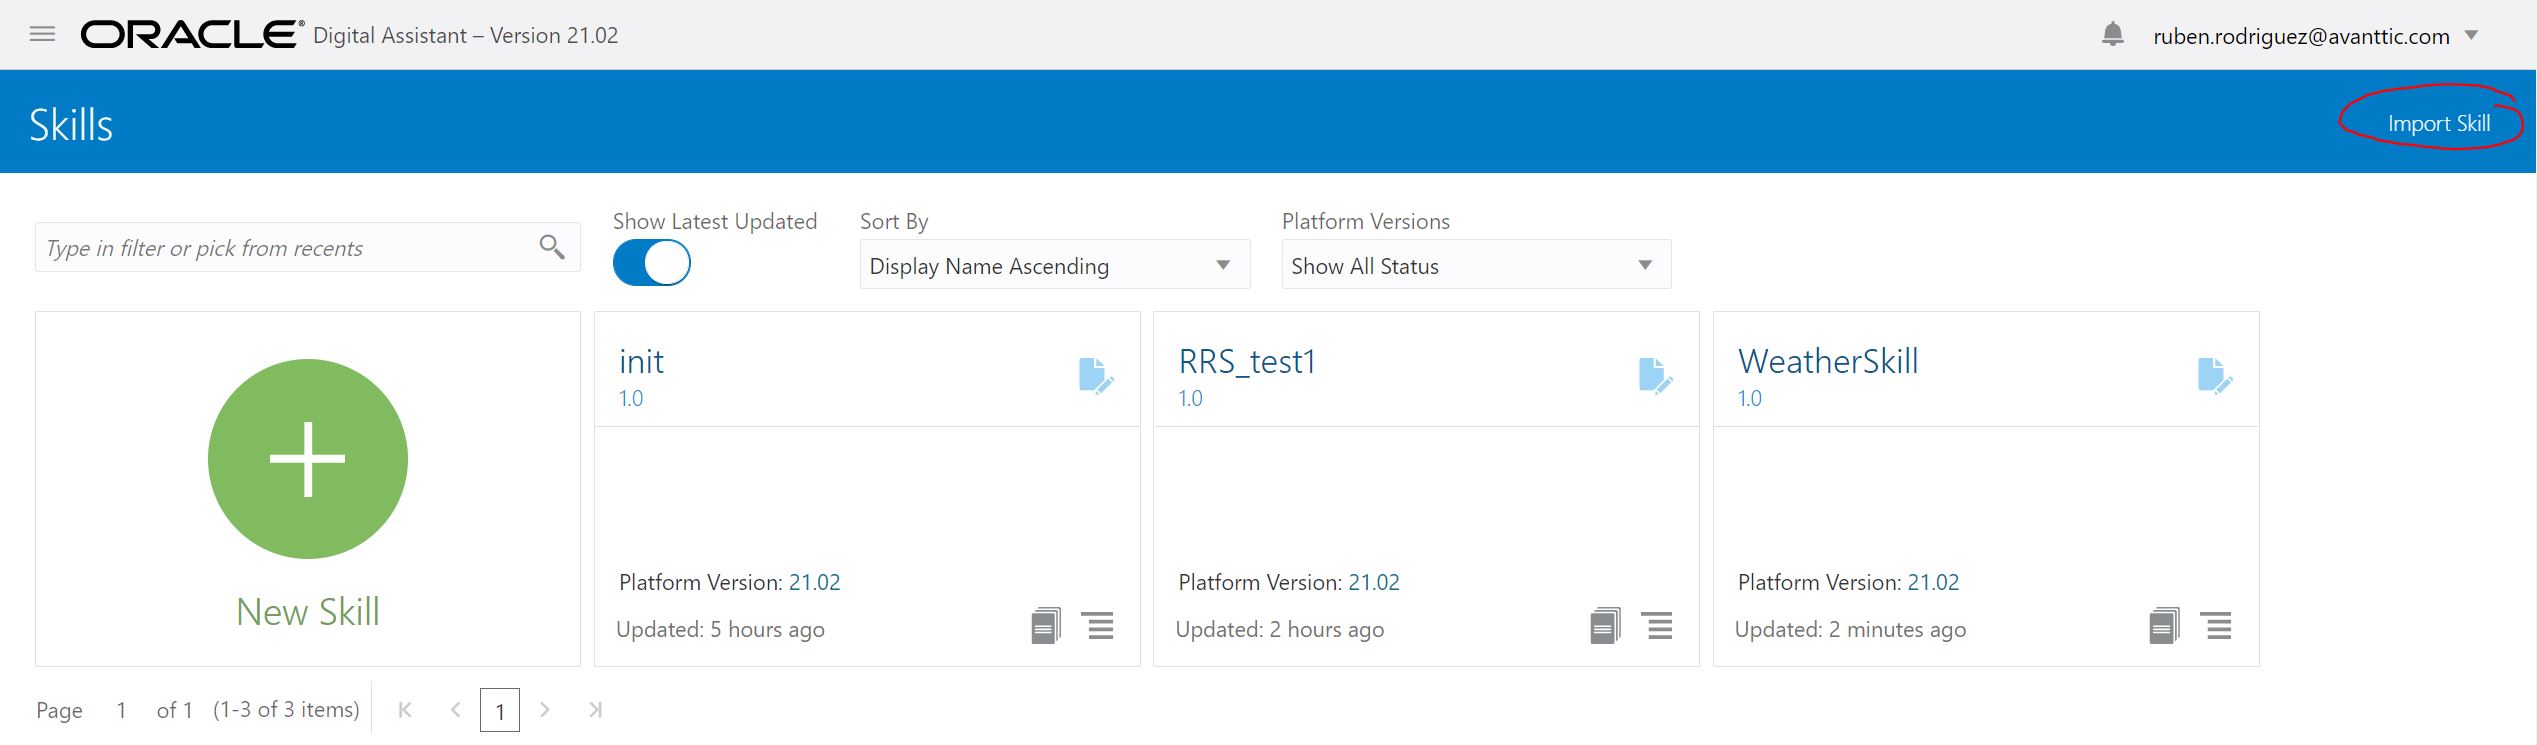 ORACLE® Digital Assistant – Version 21.02
ruben.rodriguez@avanttic.com
Skills
Import Skill
Type in filter or pick from recents
Show Latest Updated
Sort By
Display Name Ascending
Platform Versions
Show All Status
New Skill
init
1.0
Platform Version: 21.02
Updated: 5 hours ago
RRS_test1
1.0
Platform Version: 21.02
Updated: 2 hours ago
WeatherSkill
1.0
Platform Version: 21.02
Updated: 2 minutes ago
Page 1 of 1 (1-3 of 3 items) 1